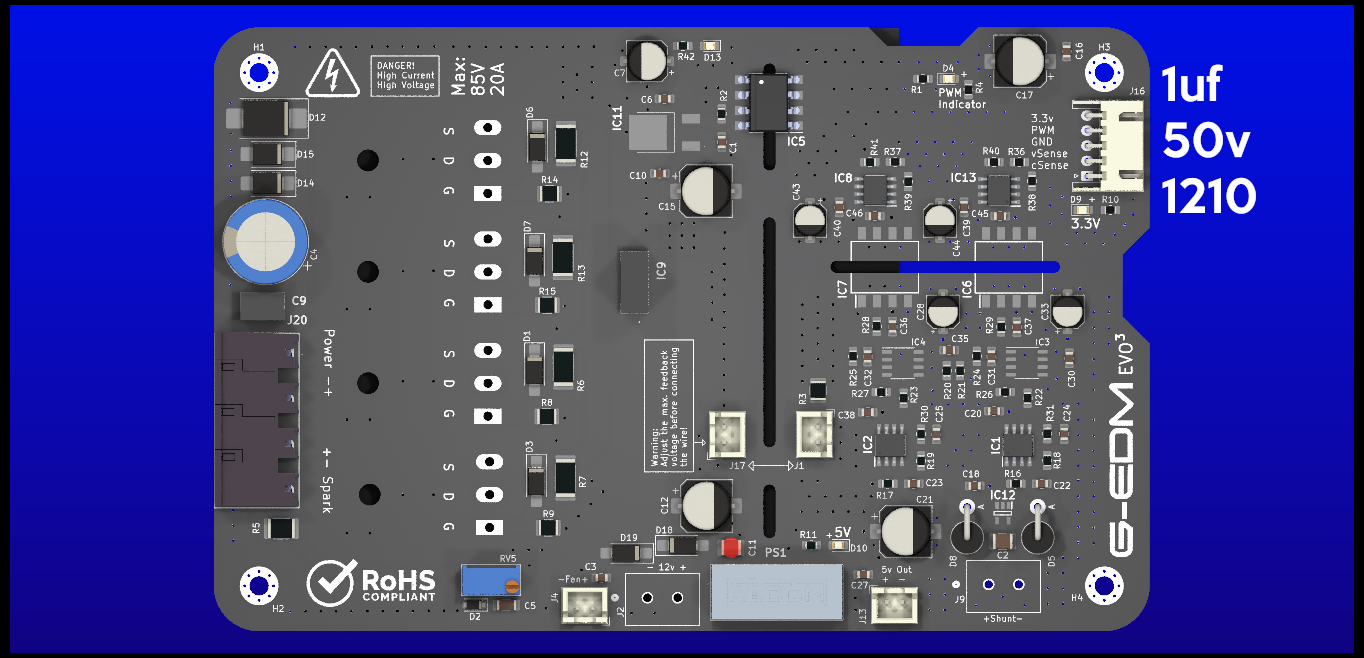 H1
DANGER!
High Current
High Voltage
Max:
85V
20A
C7
R42
D13
C6
R2
IC11
C1
IC5
C10
C15
D12
D15
D14
C4
C9
J20
Power -+
+- Spark
R5
H2
RoHS
COMPLIANT
S
D
G
D6
R12
R14
S
D
G
D7
R13
R15
S
D
G
D1
R6
R8
S
D
G
D3
R7
R9
IC9
Warning:
Adjust the max. feedback
voltage before connecting
the wire!
J17
J1
R3
C12
D18
D19
C11
PS1
RV5
D2
C5
C3
-Fen+
J4
- 12v +
J2
R11
+ 5V
D10
C27
5v Out
+ -
J13
C17
C16
H3
R1
D4
+
R4
PWM
Indicator
J16
3.3v
PWM
GND
vSense
cSense
D9 +
R10
3.3V
R41
R37
IC8
R39
C46
C40
C43
R40
R36
IC13
R38
C45
C39
C44
IC7
IC6
C28
C33
R28
C36
R29
C37
IC4
C35
IC3
R25
C32
R20
R21
R24
C31
C30
R27
R23
R26
R22
C38
C20
R30
C25
R31
C24
IC2
IC1
R19
R18
R17
C23
C18
R16
C22
C21
IC12
A
A
D8
C2
D5
J9
+Shunt-
H4
G-EDM EVO³
1uf
50v
1210